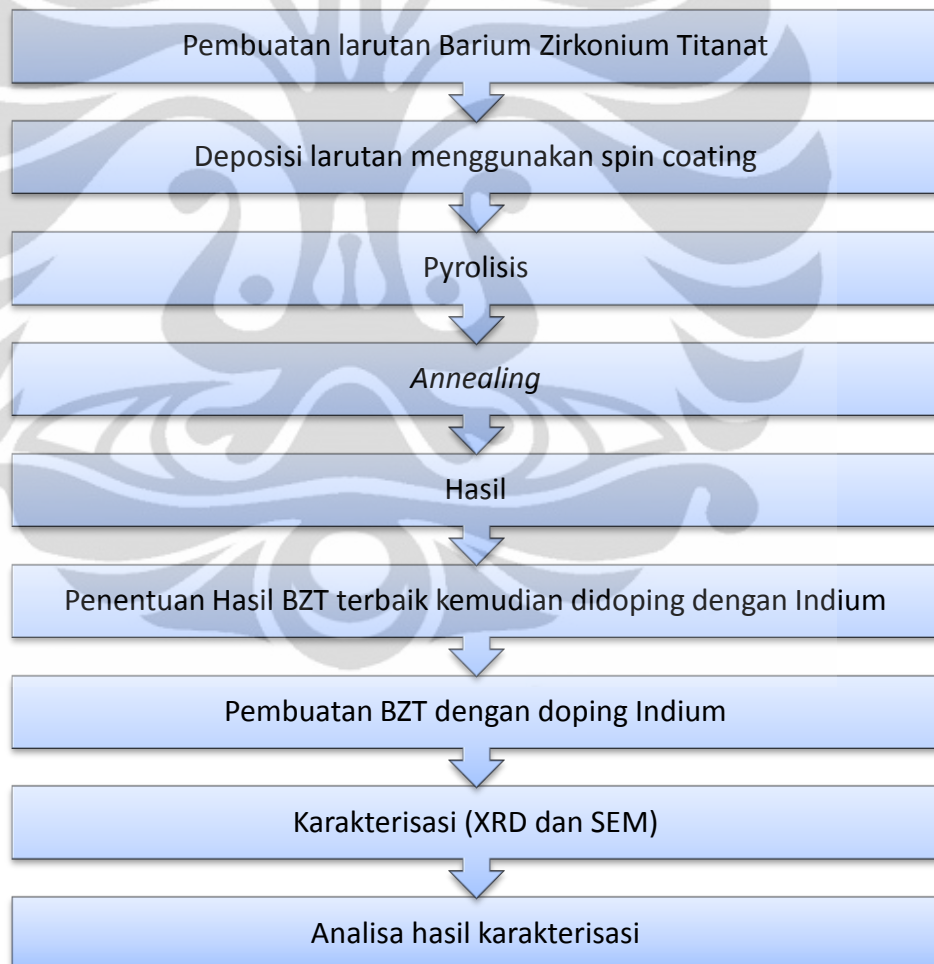 Pembuatan larutan Barium Zirkonium Titanat
Deposisi larutan menggunakan spin coating
Pyrolisis
Annealing
Hasil
Penentuan Hasil BZT terbaik kemudian didoping dengan Indium
Pembuatan BZT dengan doping Indium
Karakterisasi (XRD dan SEM)
Analisa hasil karakterisasi